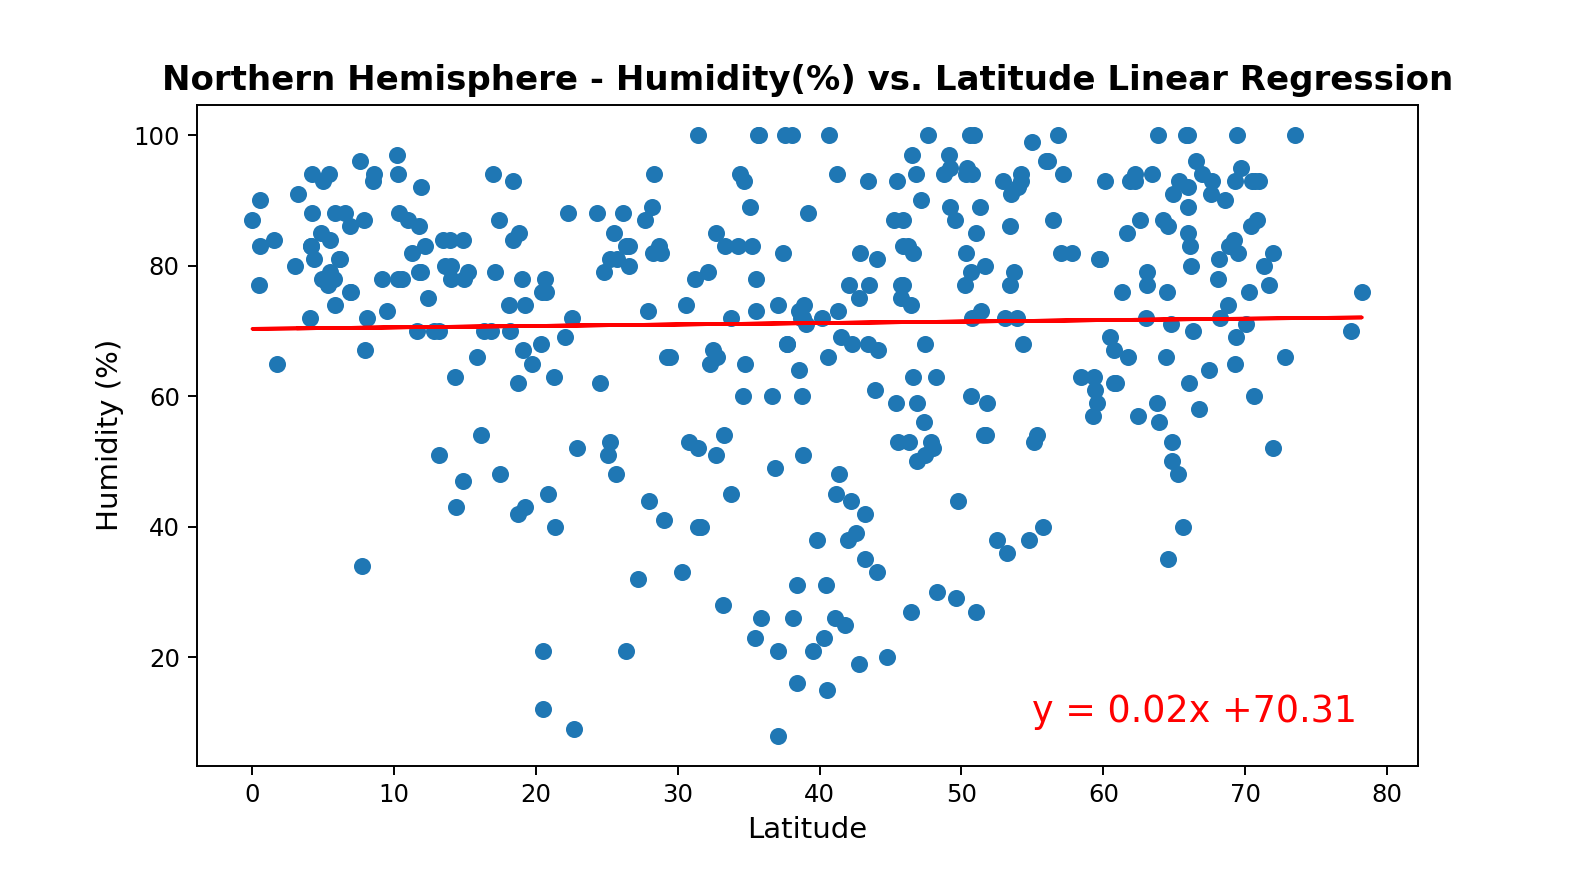 Northern Hemisphere - Humidity(%) vs. Latitude Linear Regression
100
80
60
40
20
Humidity (%)
y = 0.02x +70.31
0 10 20 30 40 50 60 70 80
Latitude